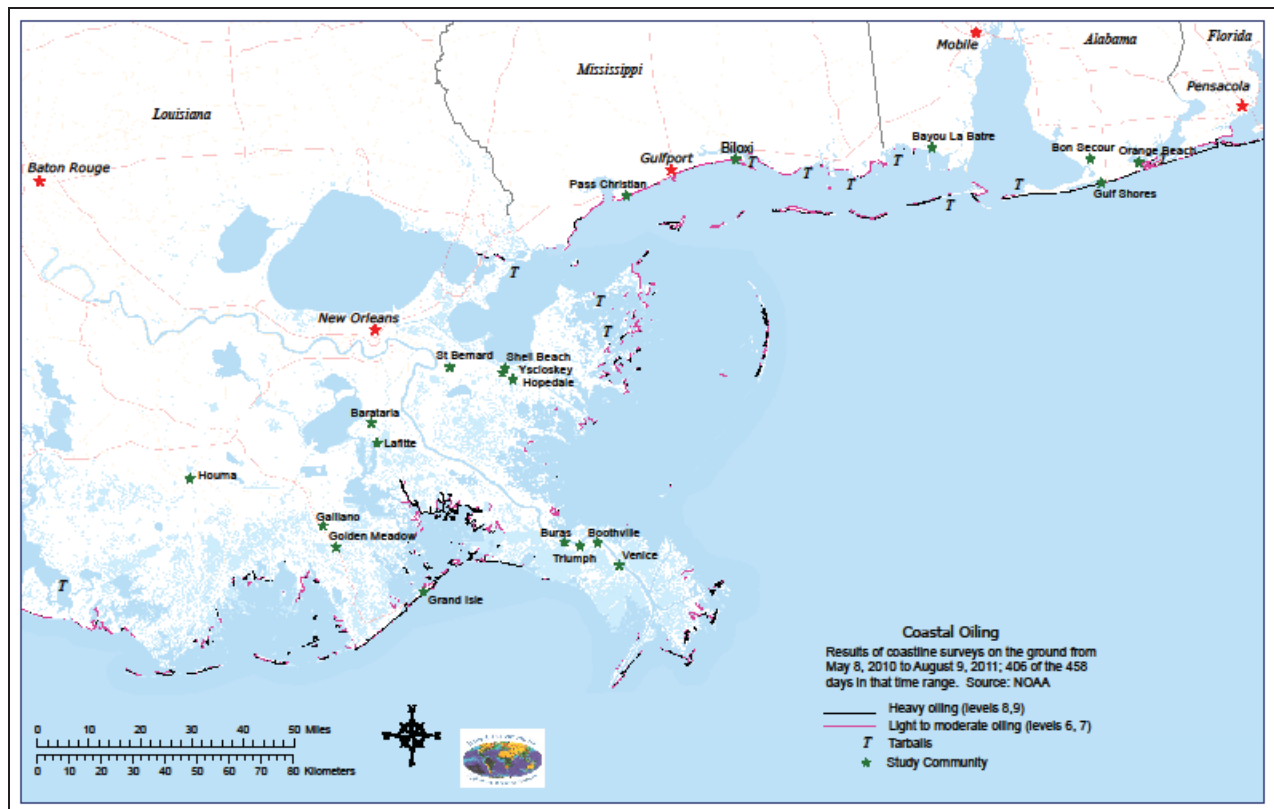 Mobile
Alabama
Florida
Mississippi
Pensacola
Louisiana
Bayou La Batre
Biloxi
Bon Secour
Orange Beach
Gulfport
T
T
T
Baton Rouge
T
T
Pass Christian
T
T
Gulf Shores
T
T
T
New Orleans
T
St Bernard
Shell Beach
Yscloskey
Hopedale
Barataria
Lafitte
Houma
Galliano
Golden Meadow
Buras
Boothville
Triumph
Venice
T
Grand Isle
Coastal Oiling
Results of coastline surveys on the ground from
May 8, 2010 to August 9, 2011; 406 of the 458
days in that time range. Source: NOAA
Heavy oiling (levels 8,9)
Light to moderate oiling (levels 6, 7)
T Tarballs
Study Community
N
0 10 20 30 40 50 Miles
0 10 20 30 40 50 60 70 80 Kilometers